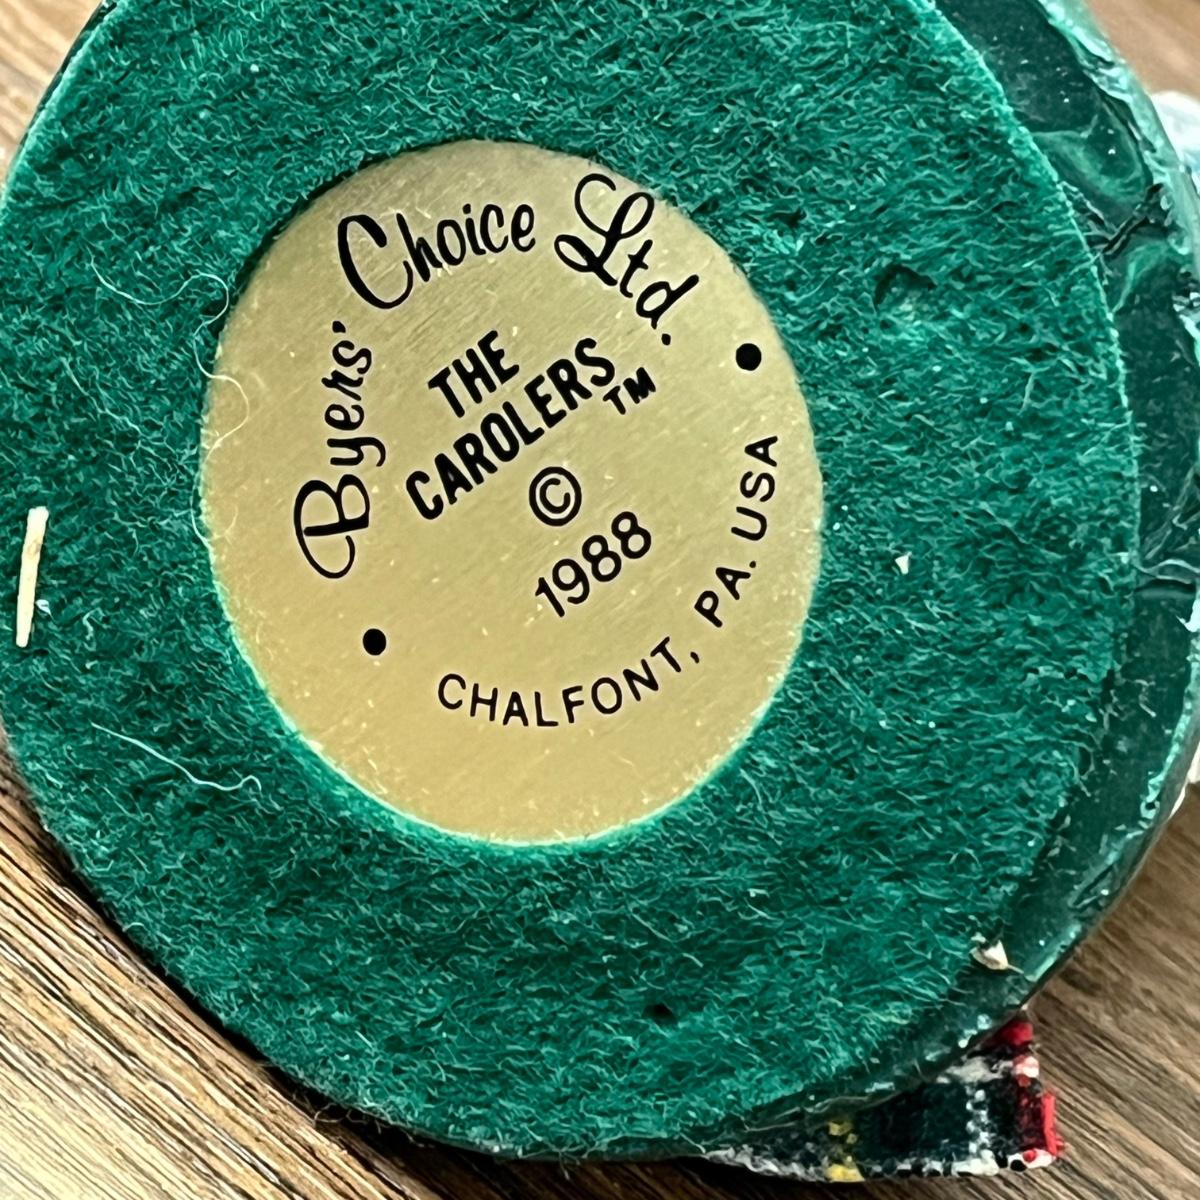 Byers' Choice Ltd.
THE
CAROLERS™
©
1988
CHALFONT, PA. USA